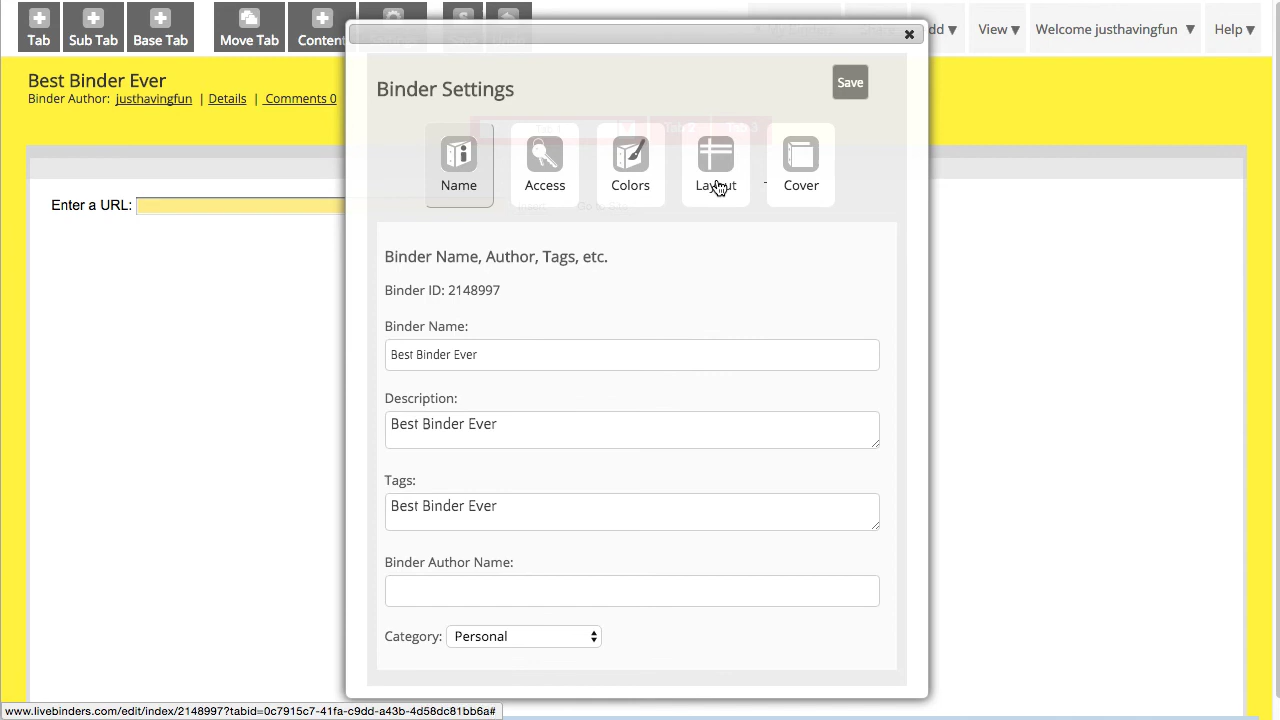 Tab
Sub Tab
Base Tab
Move Tab
Content
View ▼
Welcome justhavingfun ▼
Help ▼
Best Binder Ever
Binder Author: justhavingfun | Details | Comments 0
Binder Settings
Save
Name
Access
Colors
Layout
Cover
Enter a URL:
Binder Name, Author, Tags, etc.
Binder ID: 2148997
Binder Name:
Best Binder Ever
Description:
Best Binder Ever
Tags:
Best Binder Ever
Binder Author Name:
Category: Personal
www.livebinders.com/edit/index/2148997?tabid=0c7915c7-41fa-c9dd-a43b-4d58dc81bb6a#